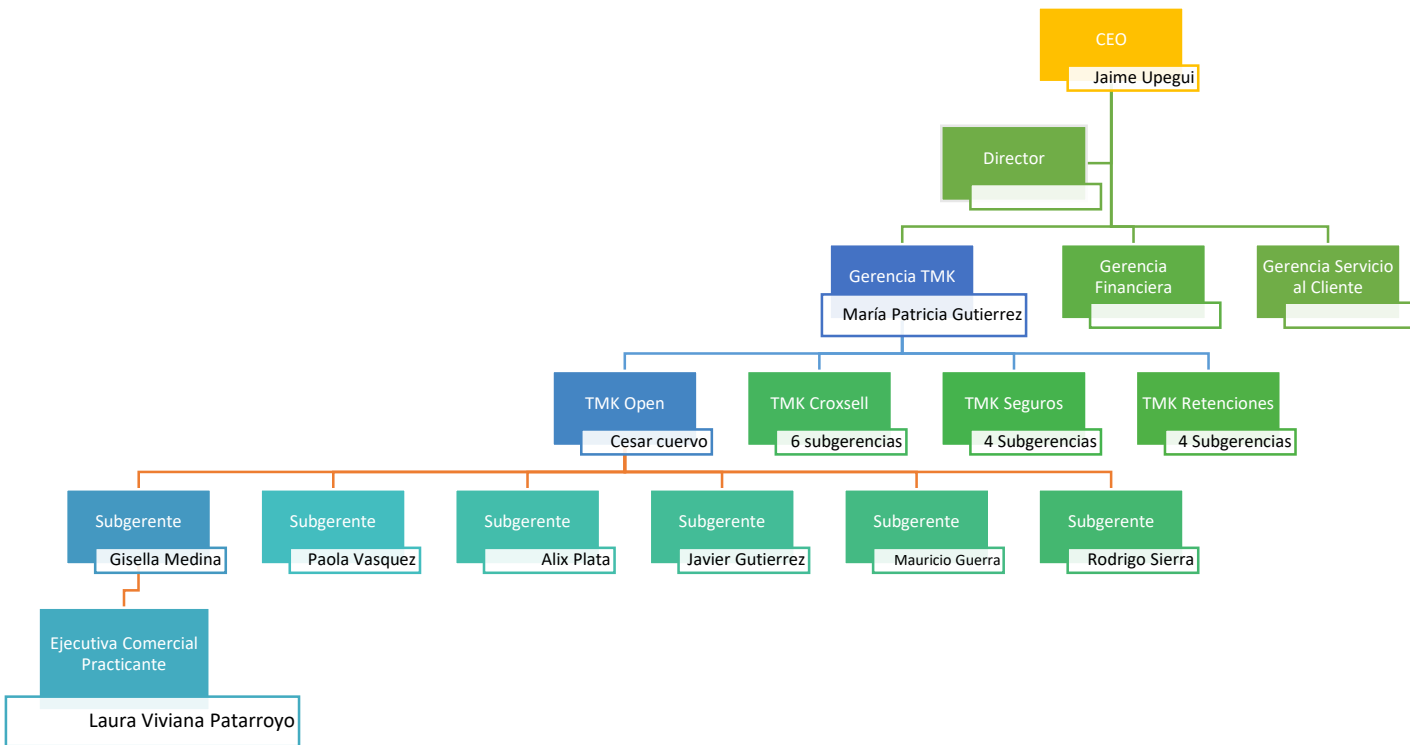 CEO
Jaime Upegui
Director
Gerencia TMK
María Patricia Gutierrez
Gerencia
Financiera
Gerencia Servicio
al Cliente
TMK Open
Cesar cuervo
TMK Croxsell
6 subgerencias
TMK Seguros
4 Subgerencias
TMK Retenciones
4 Subgerencias
Subgerente
Gisella Medina
Subgerente
Paola Vasquez
Subgerente
Alix Plata
Subgerente
Javier Gutierrez
Subgerente
Mauricio Guerra
Subgerente
Rodrigo Sierra
Ejecutiva Comercial
Practicante
Laura Viviana Patarroyo